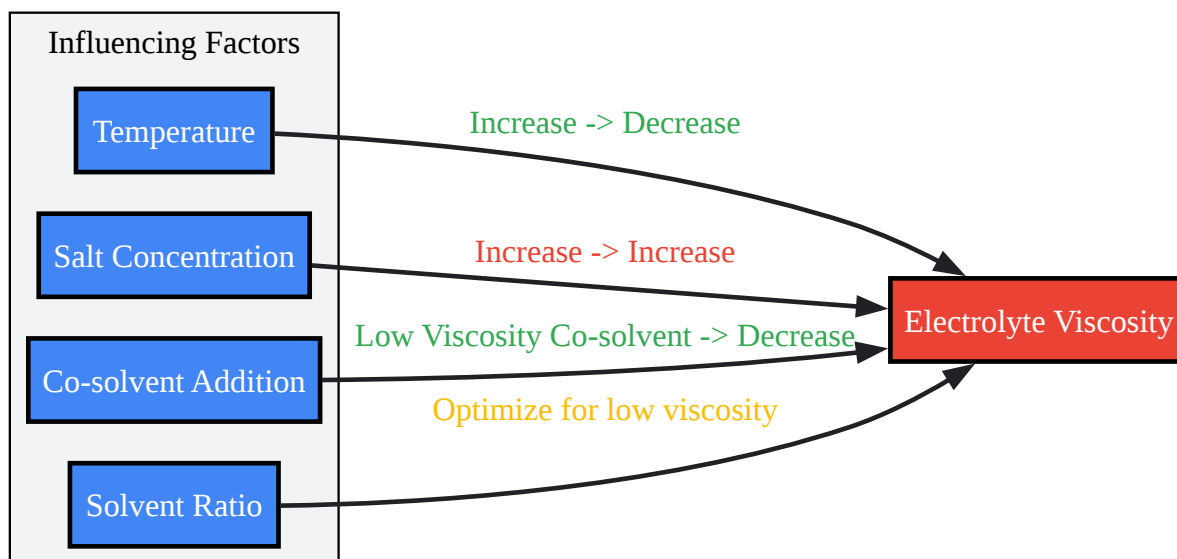 Influencing Factors
Temperature
Increase -> Decrease
Salt Concentration
Increase -> Increase
Electrolyte Viscosity
Low Viscosity Co-solvent -> Decrease
Co-solvent Addition
Optimize for low viscosity
Solvent Ratio